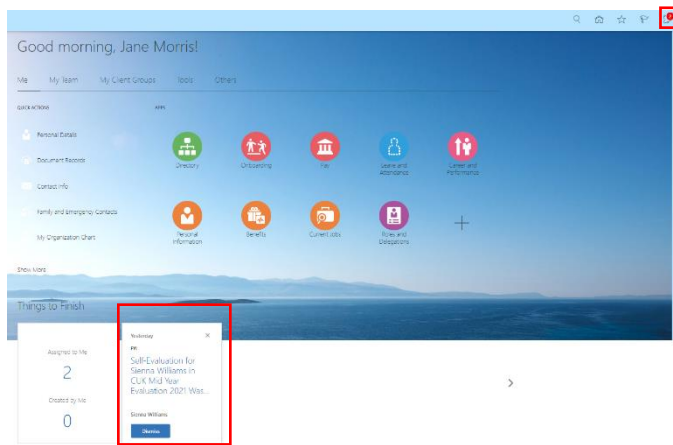 Good morning, Jane Morris!
Me My Team My Client Groups Tools Others
QUICK ACTIONS APPS
Personal Details
Document Records
Contact Info
Family and Emergency Contacts
My Organization Chart
Show More
Directory Onboarding Pay Leave and Attendance Career and Performance
Personal Information Benefits Current Jobs Roles and Delegations
Things to Finish
Assigned to Me
2
Created by Me
0
Yesterday
Self-Evaluation for
Sienna Williams in
CUK Mid Year
Evaluation 2021 Was...
Sienna Williams
Dismiss